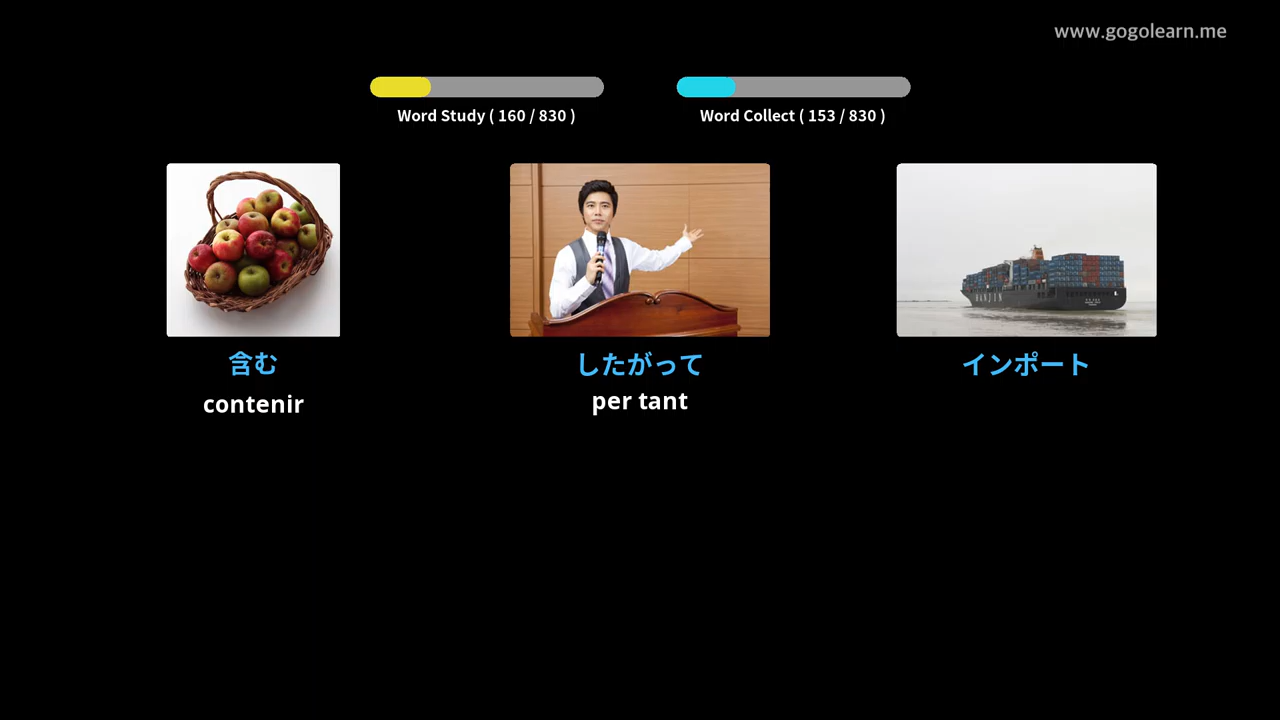 www.gogolearn.me
Word Study ( 160 / 830 )
Word Collect ( 153 / 830 )
HANJIN
含む
したがって
インポート
contenir
per tant